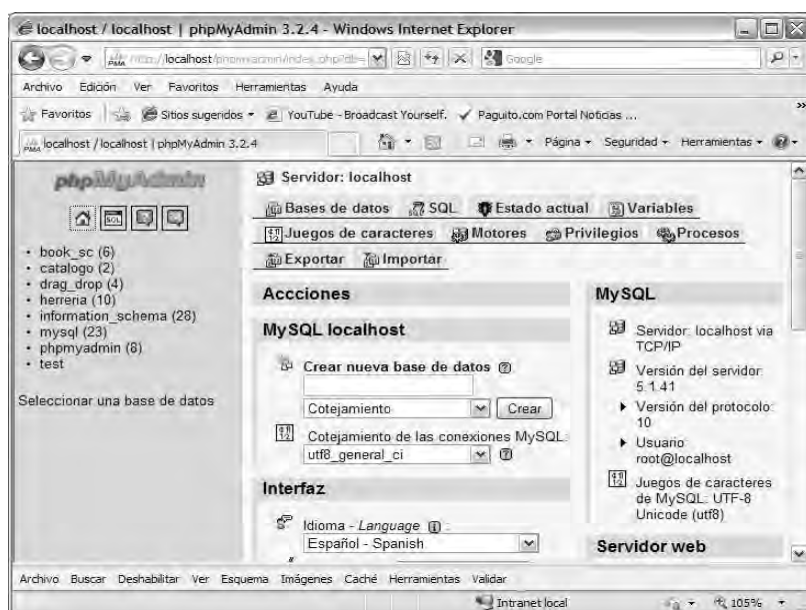 localhost / localhost | phpMyAdmin 3.2.4 - Windows Internet Explorer
http://localhost/phpmyadmin/index.php?db=
Google
Archivo Edición Ver Favoritos Herramientas Ayuda
Favoritos Sitios sugeridos YouTube - Broadcast Yourself. Paguito.com Portal Noticias ...
localhost / localhost | phpMyAdmin 3.2.4
Página Seguridad Herramientas
phpMyAdmin
SQL
book_sc (6)
catalogo (2)
drag_drop (4)
herreria (10)
information_schema (28)
mysql (23)
phpmyadmin (8)
test
Seleccionar una base de datos
Servidor: localhost
Bases de datos SQL Estado actual Variables
Juegos de caracteres Motores Privilegios Procesos
Exportar Importar
Accciones
MySQL localhost
Crear nueva base de datos
Cotejamiento Crear
Cotejamiento de las conexiones MySQL:
utf8_general_ci
Interfaz
Idioma - Language :
Español - Spanish
MySQL
Servidor: localhost via
TCP/IP
Versión del servidor:
5.1.41
Versión del protocolo:
10
Usuario:
root@localhost
Juegos de caracteres
de MySQL: UTF-8
Unicode (utf8)
Servidor web
Archivo Buscar Deshabilitar Ver Esquema Imágenes Caché Herramientas Validar
Intranet local 105%